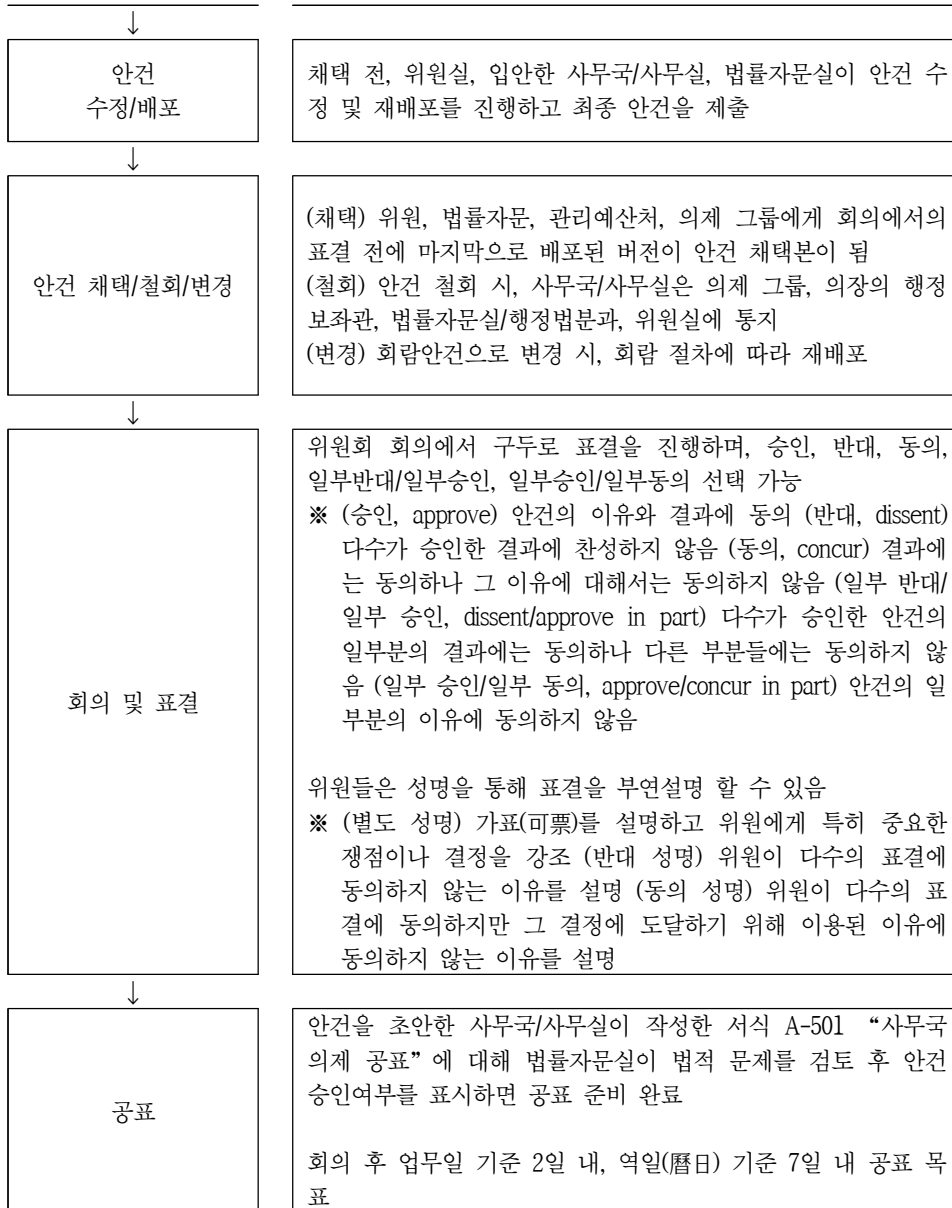 ↓
안건
수정/배포
채택 전, 위원실, 입안한 사무국/사무실, 법률자문실이 안건 수
정 및 재배포를 진행하고 최종 안건을 제출
↓
안건 채택/철회/변경
(채택) 위원, 법률자문, 관리예산처, 의제 그룹에게 회의에서의
표결 전에 마지막으로 배포된 버전이 안건 채택본이 됨
(철회) 안건 철회 시, 사무국/사무실은 의제 그룹, 의장의 행정
보좌관, 법률자문실/행정법분과, 위원실에 통지
(변경) 회람안건으로 변경 시, 회람 절차에 따라 재배포
↓
회의 및 표결
위원회 회의에서 구두로 표결을 진행하며, 승인, 반대, 동의,
일부반대/일부승인, 일부승인/일부동의 선택 가능
※ (승인, approve) 안건의 이유와 결과에 동의 (반대, dissent)
다수가 승인한 결과에 찬성하지 않음 (동의, concur) 결과에
는 동의하나 그 이유에 대해서는 동의하지 않음 (일부 반대/
일부 승인, dissent/approve in part) 다수가 승인한 안건의
일부분의 결과에는 동의하나 다른 부분들에는 동의하지 않
음 (일부 승인/일부 동의, approve/concur in part) 안건의 일
부분의 이유에 동의하지 않음
위원들은 성명을 통해 표결을 부연설명 할 수 있음
※ (별도 성명) 가표(可票)를 설명하고 위원에게 특히 중요한
쟁점이나 결정을 강조 (반대 성명) 위원이 다수의 표결에
동의하지 않는 이유를 설명 (동의 성명) 위원이 다수의 표
결에 동의하지만 그 결정에 도달하기 위해 이용된 이유에
동의하지 않는 이유를 설명
↓
공표
안건을 초안한 사무국/사무실이 작성한 서식 A-501 “사무국
의제 공표”에 대해 법률자문실이 법적 문제를 검토 후 안건
승인여부를 표시하면 공표 준비 완료
회의 후 업무일 기준 2일 내, 역일(曆日) 기준 7일 내 공표 목
표